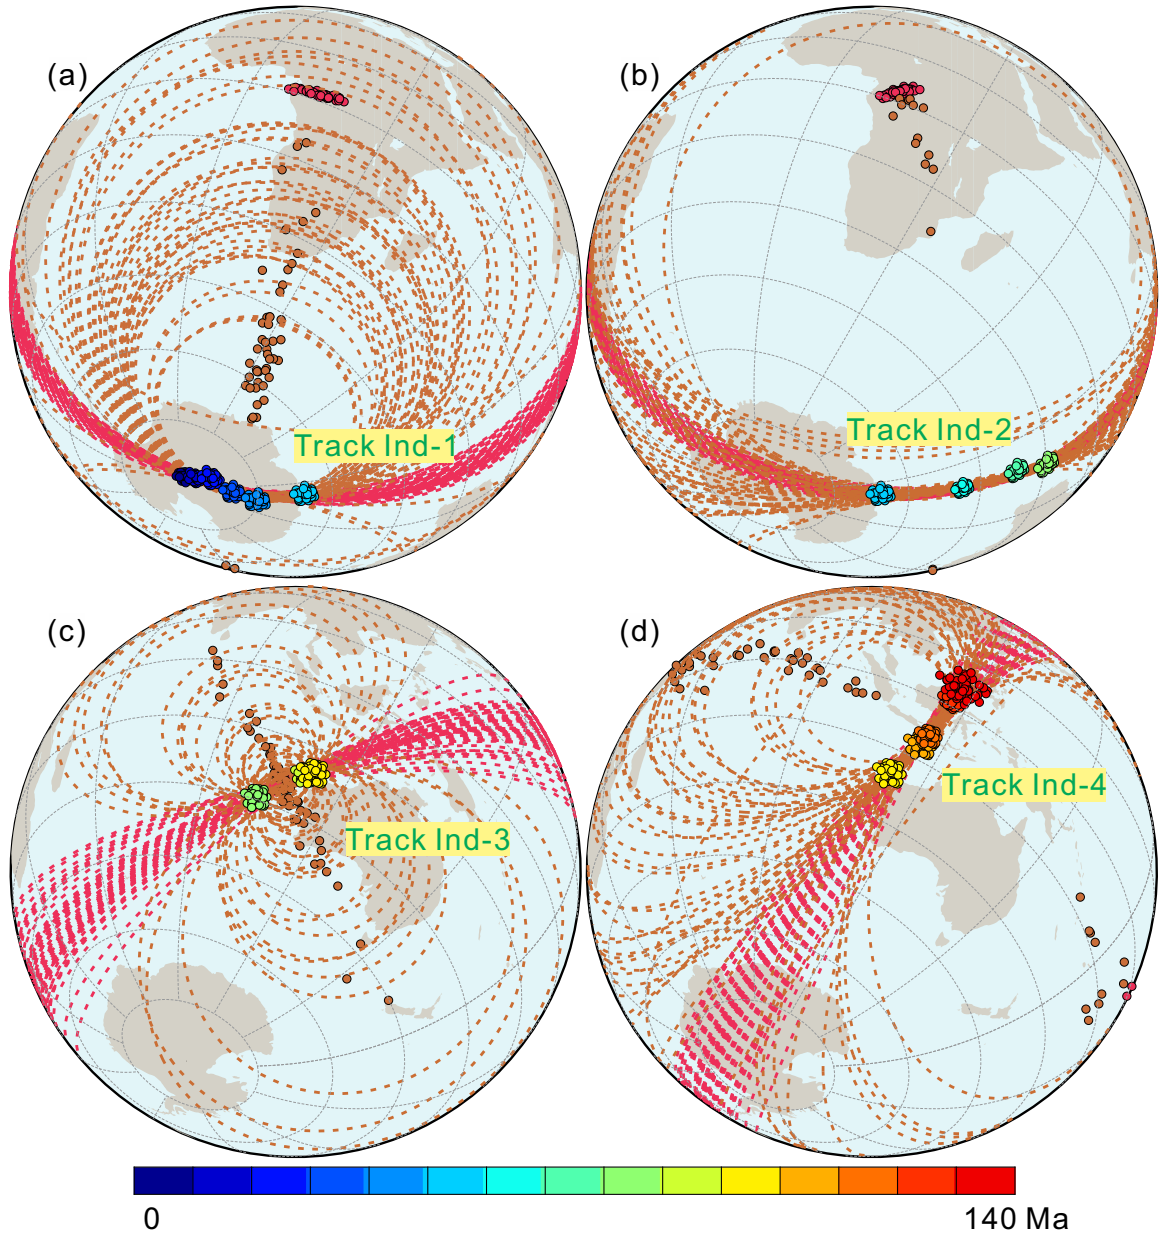 (a)
(b)
Track Ind-1
Track Ind-2
(c)
(d)
Track Ind-3
Track Ind-4
0
140 Ma